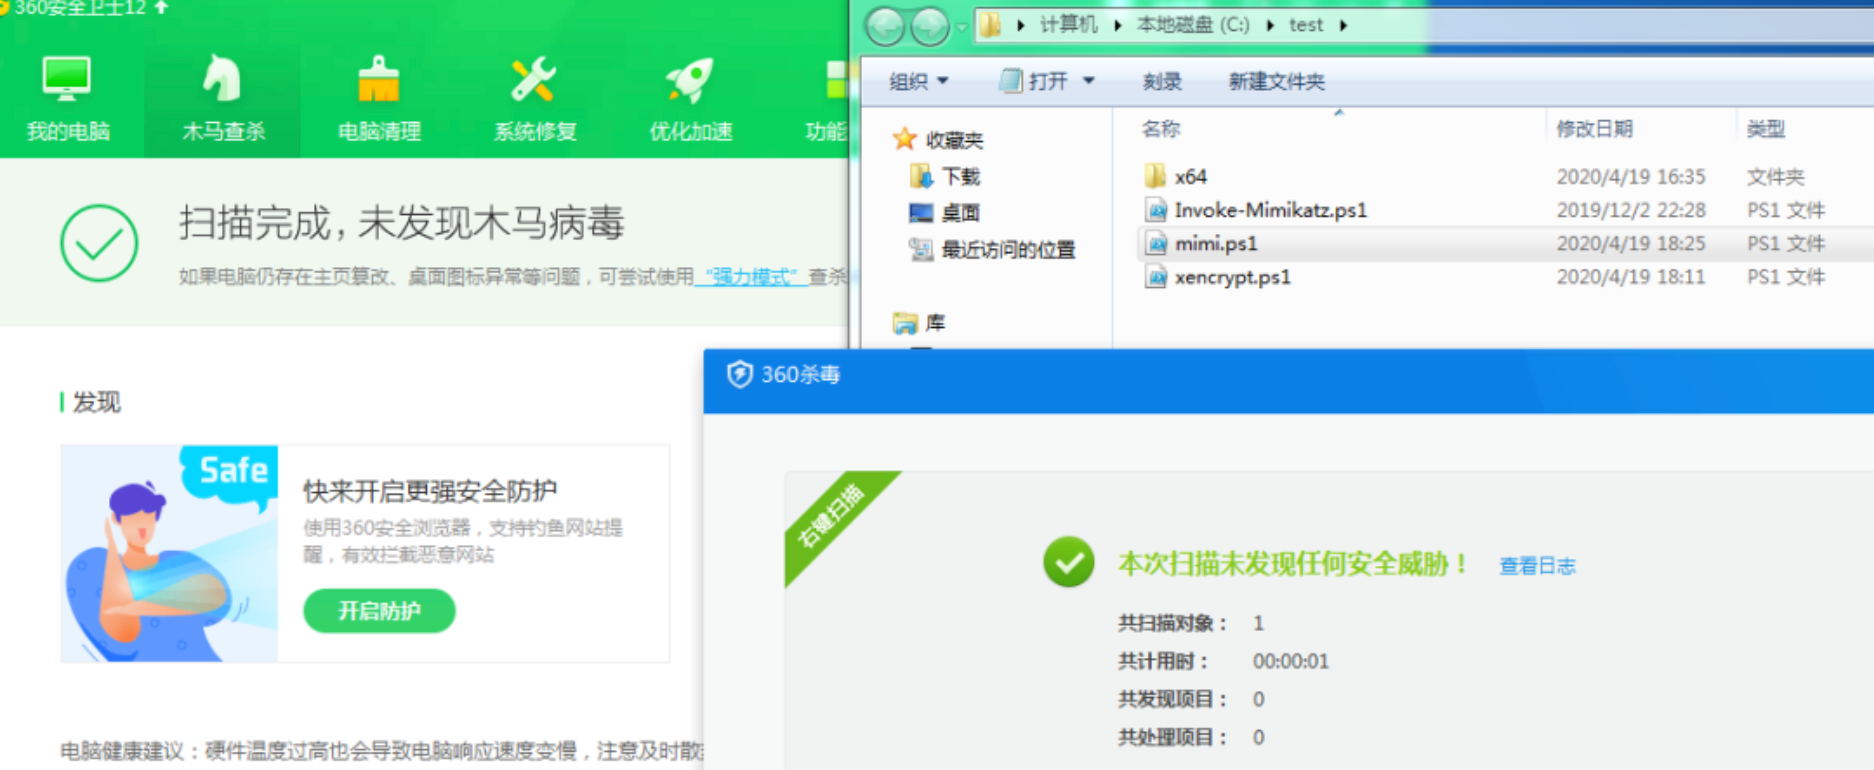 360安全卫士12
我的电脑
木马查杀
电脑清理
系统修复
优化加速
功能
扫描完成，未发现木马病毒
如果电脑仍存在主页篡改、桌面图标异常等问题，可尝试使用“强力模式”查杀
发现
Safe
快来开启更强安全防护
使用360安全浏览器，支持钓鱼网站提
醒，有效拦截恶意网站
开启防护
电脑健康建议：硬件温度过高也会导致电脑响应速度变慢，注意及时散
计算机 本地磁盘 (C:) test
组织 打开 刻录 新建文件夹
收藏夹
下载
桌面
最近访问的位置
库
名称 修改日期 类型
x64 2020/4/19 16:35 文件夹
Invoke-Mimikatz.ps1 2019/12/2 22:28 PS1 文件
mimi.ps1 2020/4/19 18:25 PS1 文件
xencrypt.ps1 2020/4/19 18:11 PS1 文件
360杀毒
右键扫描
本次扫描未发现任何安全威胁！ 查看日志
共扫描对象： 1
共计用时： 00:00:01
共发现项目： 0
共处理项目： 0